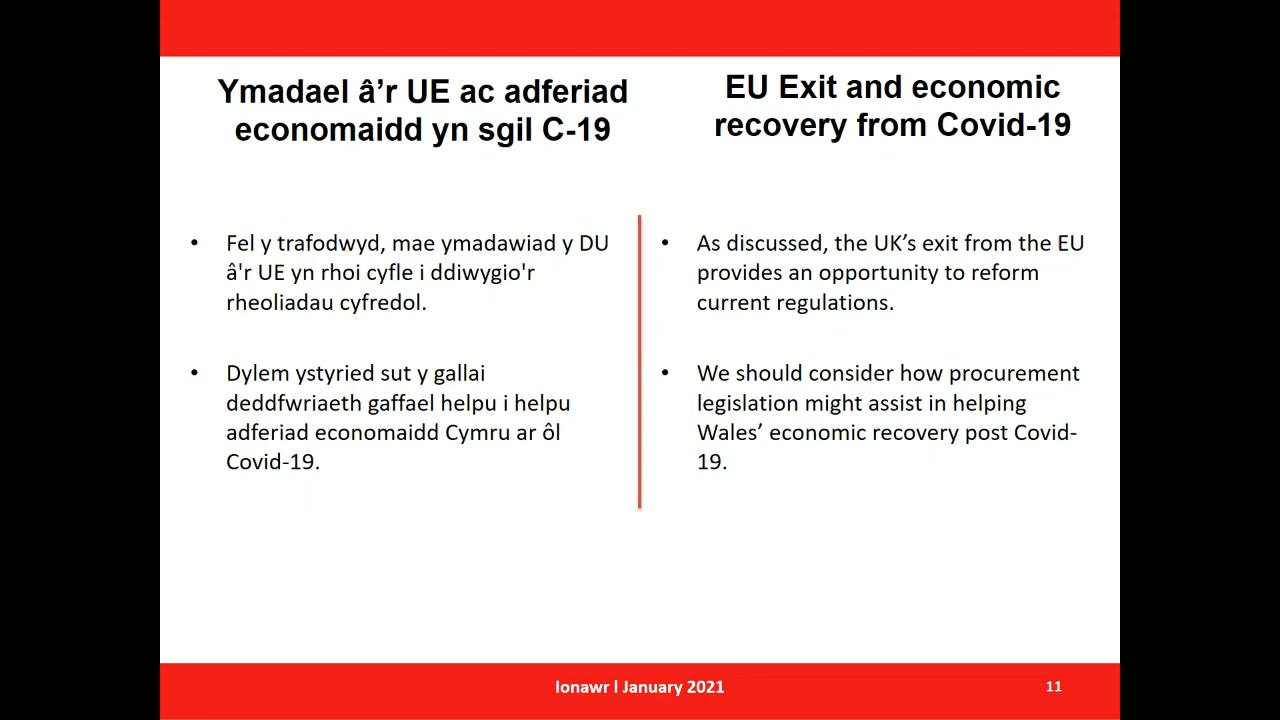 Ymadael â’r UE ac adferiad
economaidd yn sgil C-19
• Fel y trafodwyd, mae ymadawiad y DU
â'r UE yn rhoi cyfle i ddiwygio'r
rheoliadau cyfredol.
• Dylem ystyried sut y gallai
deddfwriaeth gaffael helpu i helpu
adferiad economaidd Cymru ar ôl
Covid-19.
EU Exit and economic
recovery from Covid-19
• As discussed, the UK’s exit from the EU
provides an opportunity to reform
current regulations.
• We should consider how procurement
legislation might assist in helping
Wales’ economic recovery post Covid-
19.
Ionawr l January 2021
11